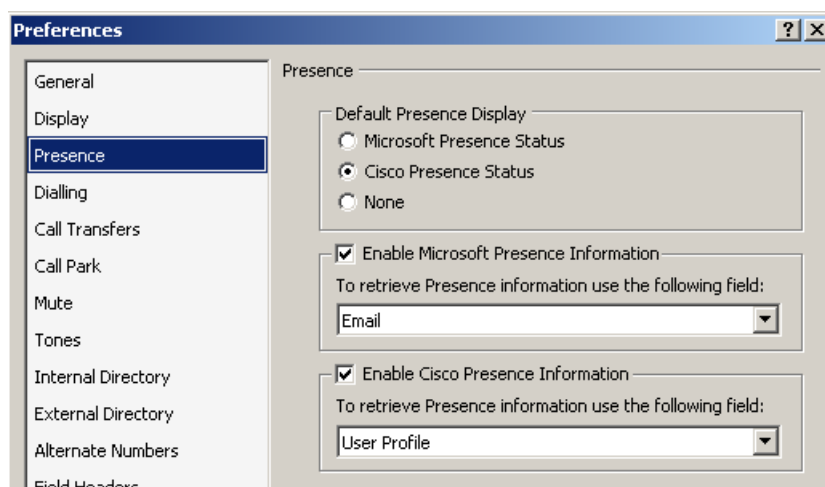 Preferences
General
Display
Presence
Dialling
Call Transfers
Call Park
Mute
Tones
Internal Directory
External Directory
Alternate Numbers
Field Headers
Presence
Default Presence Display
Microsoft Presence Status
Cisco Presence Status
None
Enable Microsoft Presence Information
To retrieve Presence information use the following field:
Email
Enable Cisco Presence Information
To retrieve Presence information use the following field:
User Profile